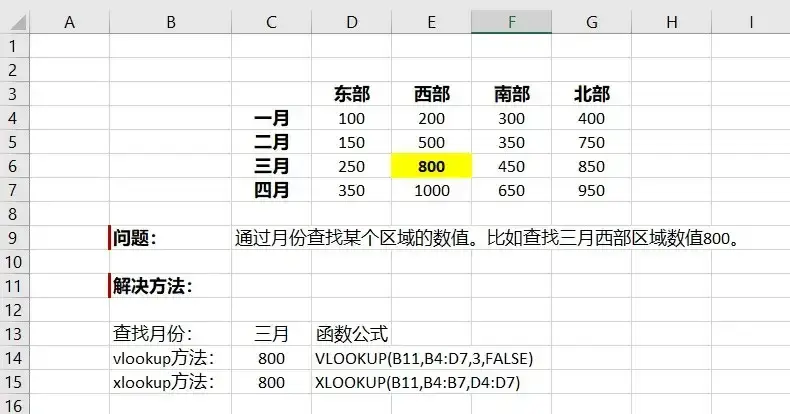 A B C D E F G H I
1
2
3 东部 西部 南部 北部
4 一月 100 200 300 400
5 二月 150 500 350 750
6 三月 250 800 450 850
7 四月 350 1000 650 950
8
9 问题： 通过月份查找某个区域的数值。比如查找三月西部区域数值800。
10
11 解决方法：
12
13 查找月份： 三月 函数公式
14 vlookup方法： 800 VLOOKUP(B11,B4:D7,3,FALSE)
15 xlookup方法： 800 XLOOKUP(B11,B4:B7,D4:D7)
16